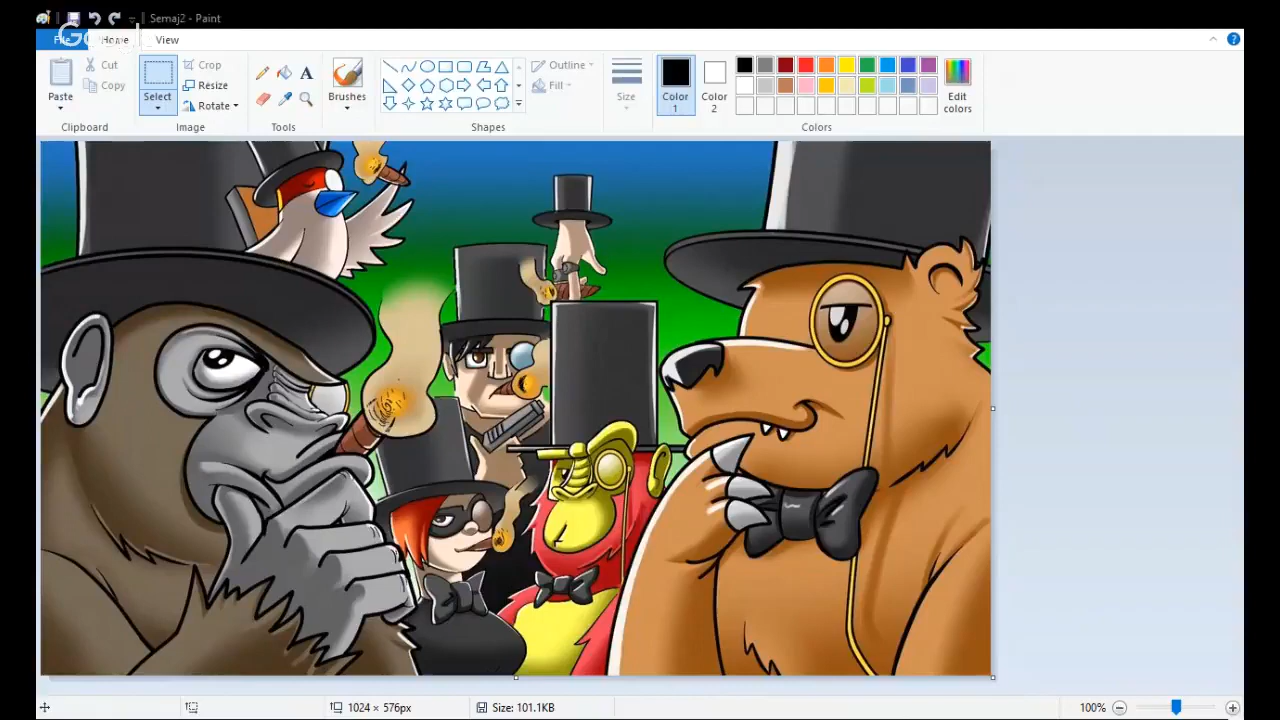 Semaj2 - Paint
File
Home
View
Paste
Cut
Copy
Clipboard
Select
Crop
Resize
Rotate
Image
A
Tools
Brushes
Outline
Fill
Shapes
Size
Color
1
Color
2
Edit
colors
Colors
1024 × 576px
Size: 101.1KB
100%